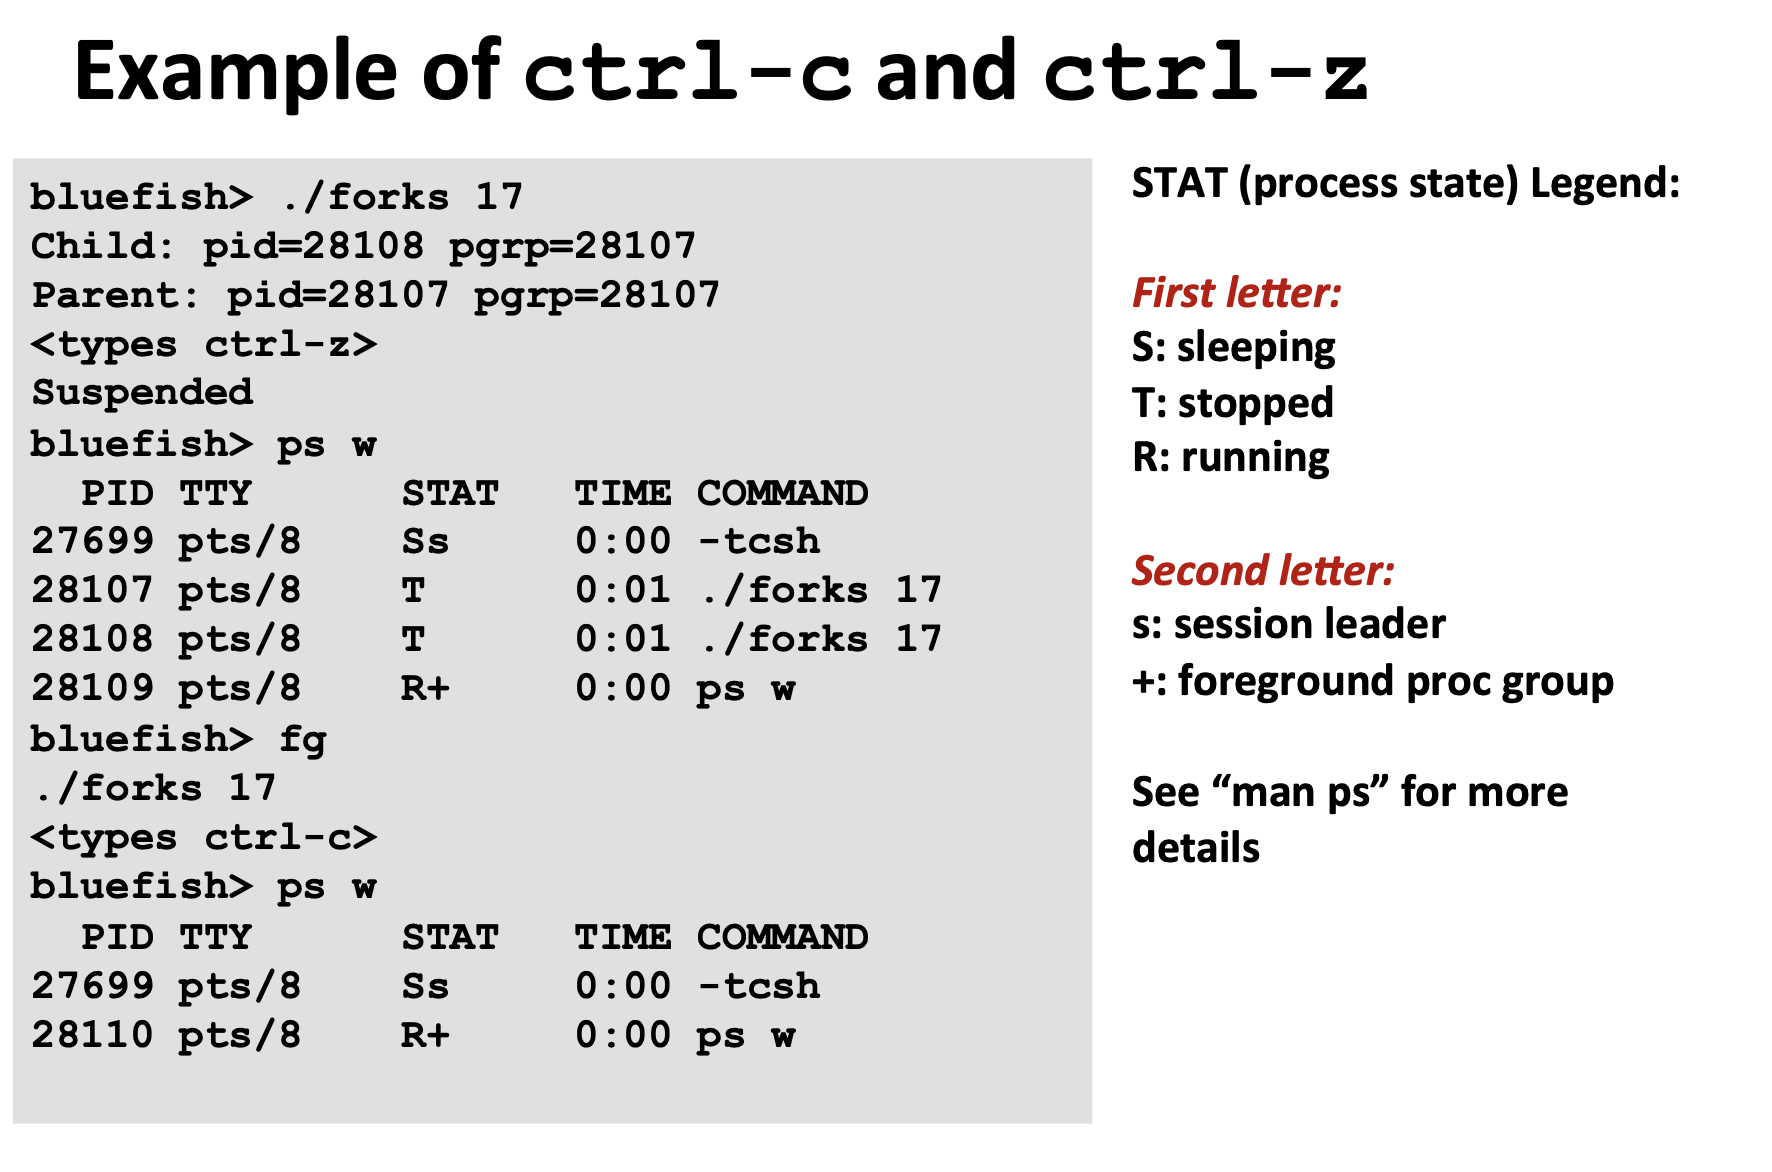 Example of ctrl-c and ctrl-z
bluefish> ./forks 17
Child: pid=28108 pgrp=28107
Parent: pid=28107 pgrp=28107
<types ctrl-z>
Suspended
bluefish> ps w
  PID TTY      STAT   TIME COMMAND
27699 pts/8    Ss     0:00 -tcsh
28107 pts/8    T      0:01 ./forks 17
28108 pts/8    T      0:01 ./forks 17
28109 pts/8    R+     0:00 ps w
bluefish> fg
./forks 17
<types ctrl-c>
bluefish> ps w
  PID TTY      STAT   TIME COMMAND
27699 pts/8    Ss     0:00 -tcsh
28110 pts/8    R+     0:00 ps w
STAT (process state) Legend:
First letter:
S: sleeping
T: stopped
R: running
Second letter:
s: session leader
+: foreground proc group
See “man ps” for more
details